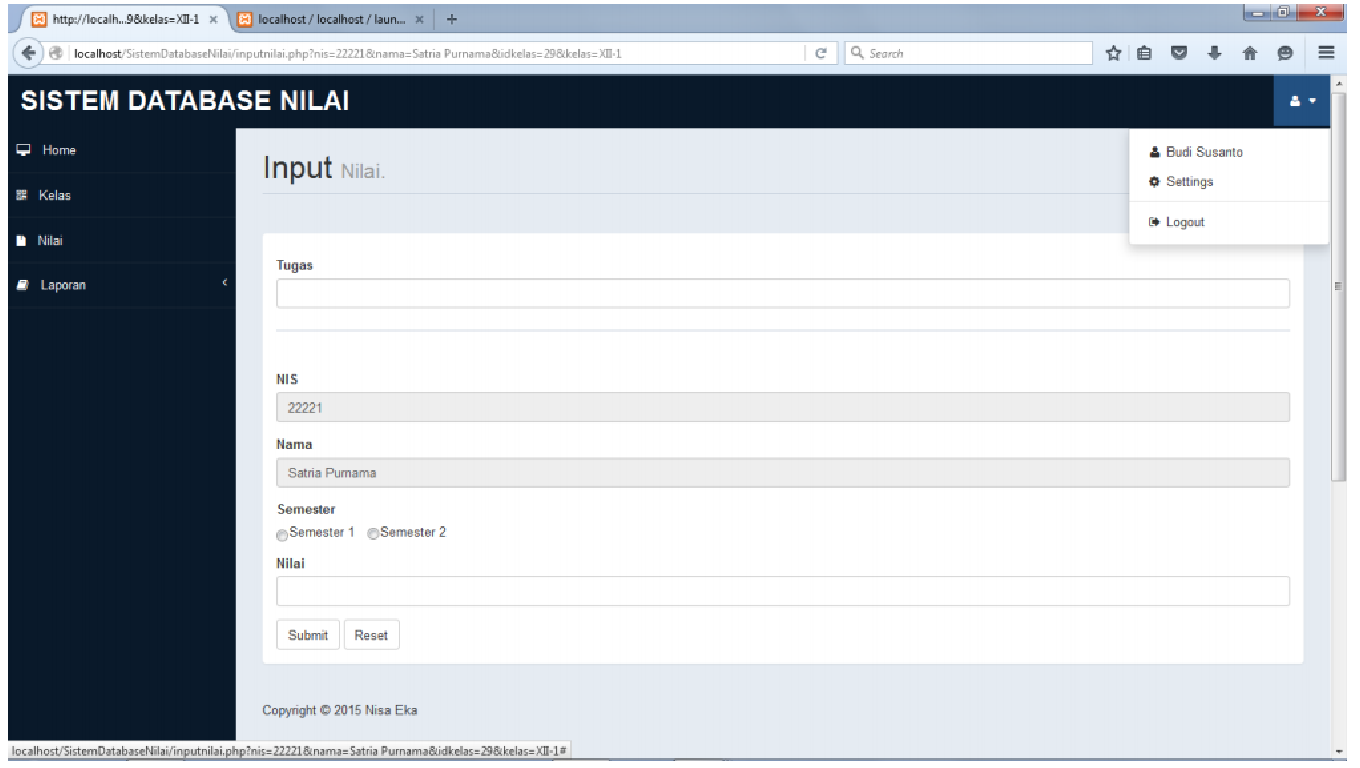 http://localh...9&kelas=XII-1
localhost / localhost / laun...
localhost/SistemDatabaseNilai/inputnilai.php?nis=22221&nama=Satria Purnama&idkelas=29&kelas=XII-1
Search
SISTEM DATABASE NILAI
Home
Kelas
Nilai
Laporan
Budi Susanto
Settings
Logout
Input Nilai.
Tugas
NIS
22221
Nama
Satria Purnama
Semester
Semester 1 Semester 2
Nilai
Submit Reset
Copyright © 2015 Nisa Eka
localhost/SistemDatabaseNilai/inputnilai.php?nis=22221&nama=Satria Purnama&idkelas=29&kelas=XII-1#